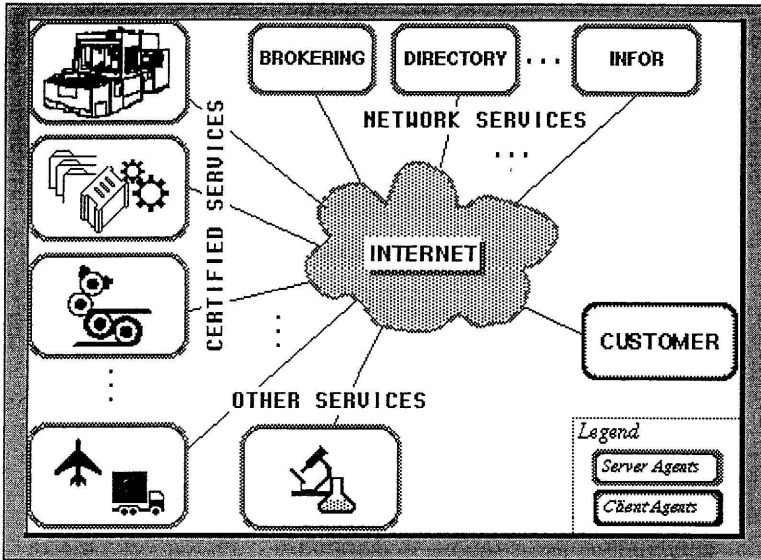 BROKERING
DIRECTORY
...
INFOR
NETWORK SERVICES
...
CERTIFIED SERVICES
INTERNET
CUSTOMER
OTHER SERVICES
Legend
Server Agents
Client Agents